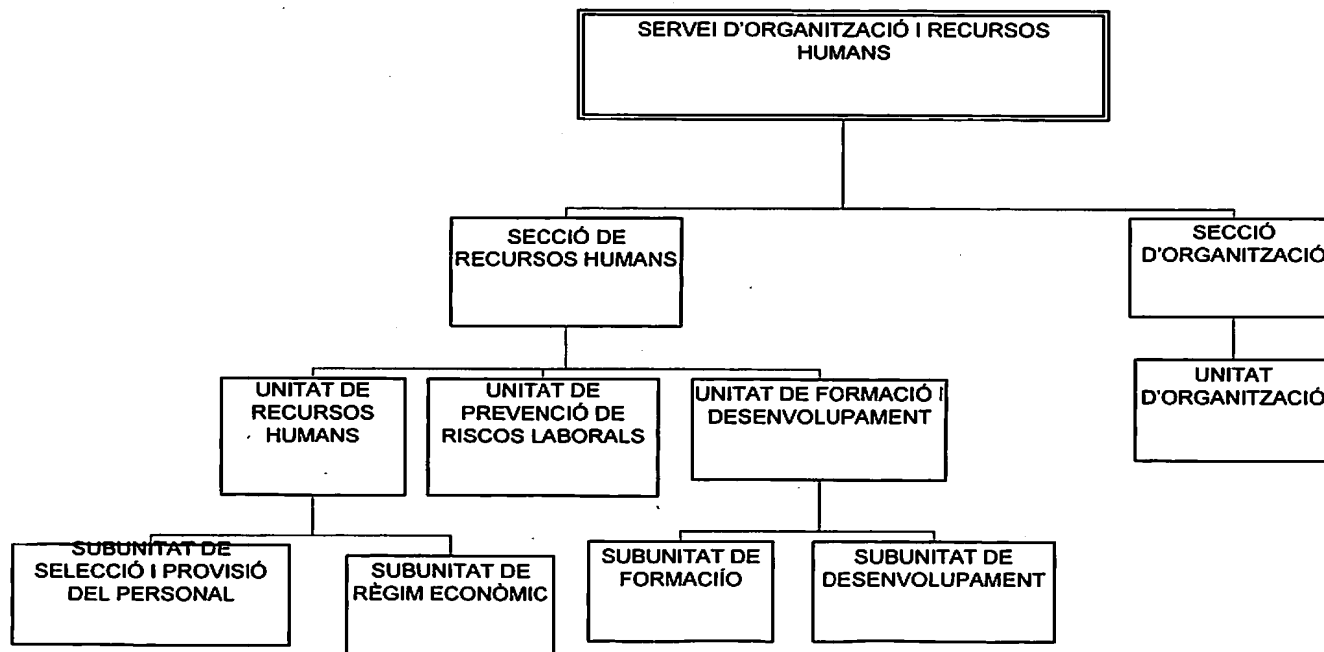 SERVEI D'ORGANITZACIÓ I RECURSOS
HUMANS
SECCIÓ DE
RECURSOS HUMANS
SECCIÓ
D'ORGANITZACIÓ
UNITAT DE
RECURSOS
HUMANS
UNITAT DE
PREVENCIÓ DE
RISCOS LABORALS
UNITAT DE FORMACIÓ I
DESENVOLUPAMENT
UNITAT
D'ORGANITZACIÓ
SUBUNITAT DE
SELECCIÓ I PROVISIÓ
DEL PERSONAL
SUBUNITAT DE
RÈGIM ECONÒMIC
SUBUNITAT DE
FORMACIÍO
SUBUNITAT DE
DESENVOLUPAMENT